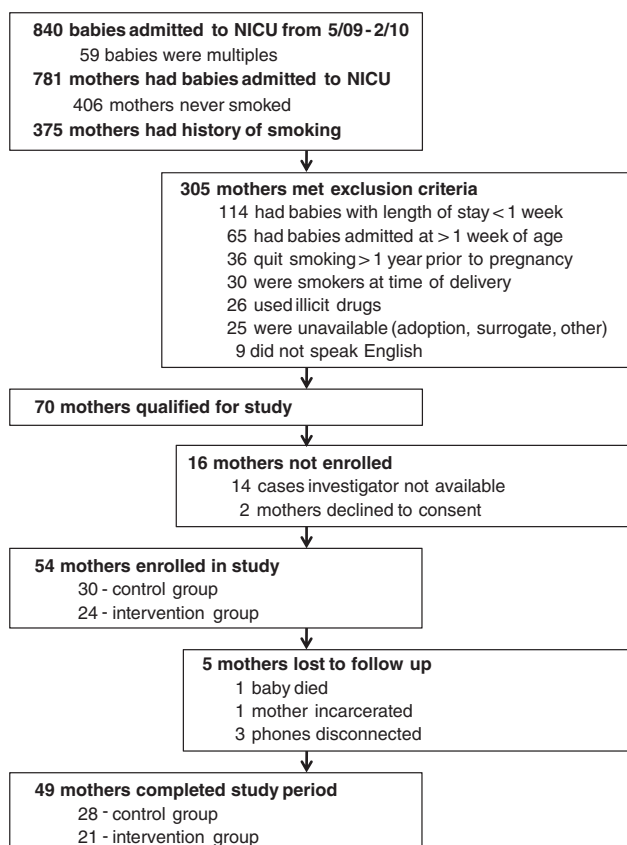 840 babies admitted to NICU from 5/09-2/10
59 babies were multiples
781 mothers had babies admitted to NICU
406 mothers never smoked
375 mothers had history of smoking
305 mothers met exclusion criteria
114 had babies with length of stay < 1 week
65 had babies admitted at > 1 week of age
36 quit smoking > 1 year prior to pregnancy
30 were smokers at time of delivery
26 used illicit drugs
25 were unavailable (adoption, surrogate, other)
9 did not speak English
70 mothers qualified for study
16 mothers not enrolled
14 cases investigator not available
2 mothers declined to consent
54 mothers enrolled in study
30 - control group
24 - intervention group
5 mothers lost to follow up
1 baby died
1 mother incarcerated
3 phones disconnected
49 mothers completed study period
28 - control group
21 - intervention group